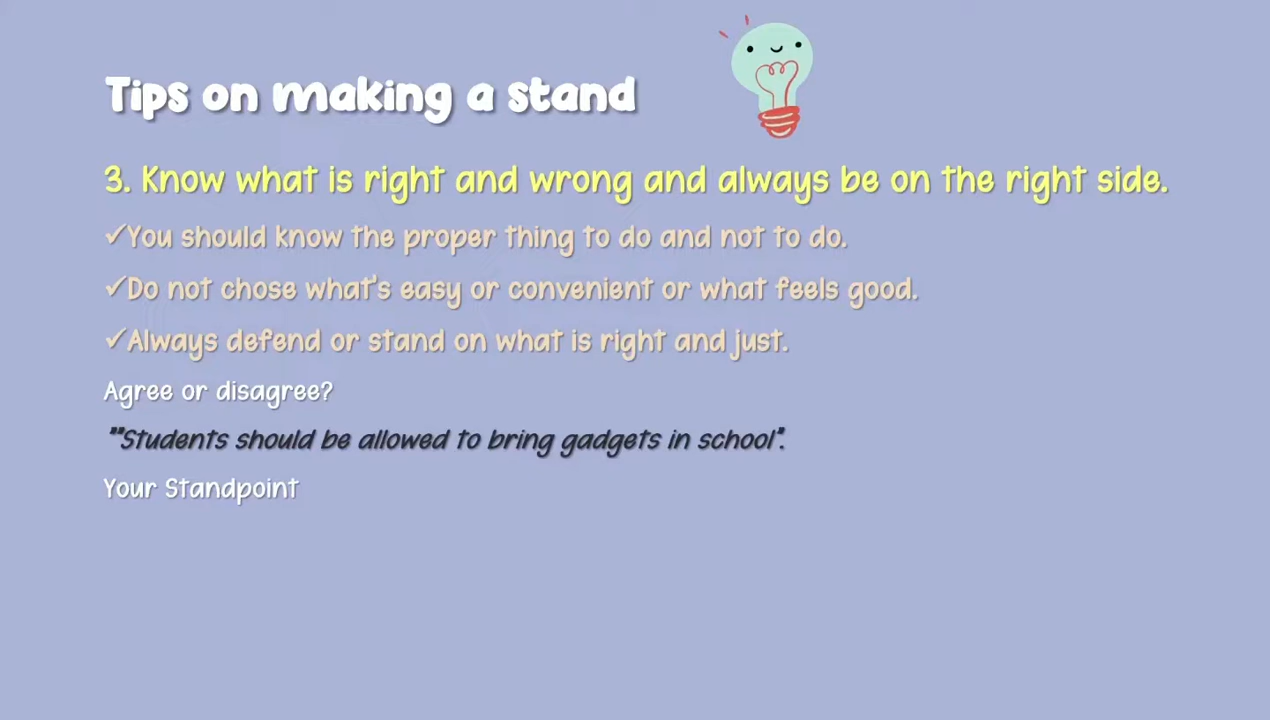 Tips on making a stand
3. Know what is right and wrong and always be on the right side.
✓You should know the proper thing to do and not to do.
✓Do not chose what's easy or convenient or what feels good.
✓Always defend or stand on what is right and just.
Agree or disagree?
""Students should be allowed to bring gadgets in school".
Your Standpoint